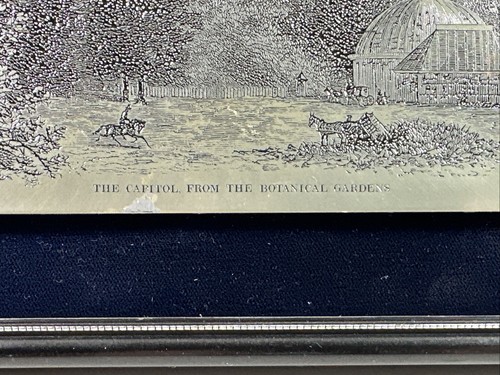 THE CAPITOL, FROM THE BOTANICAL GARDENS